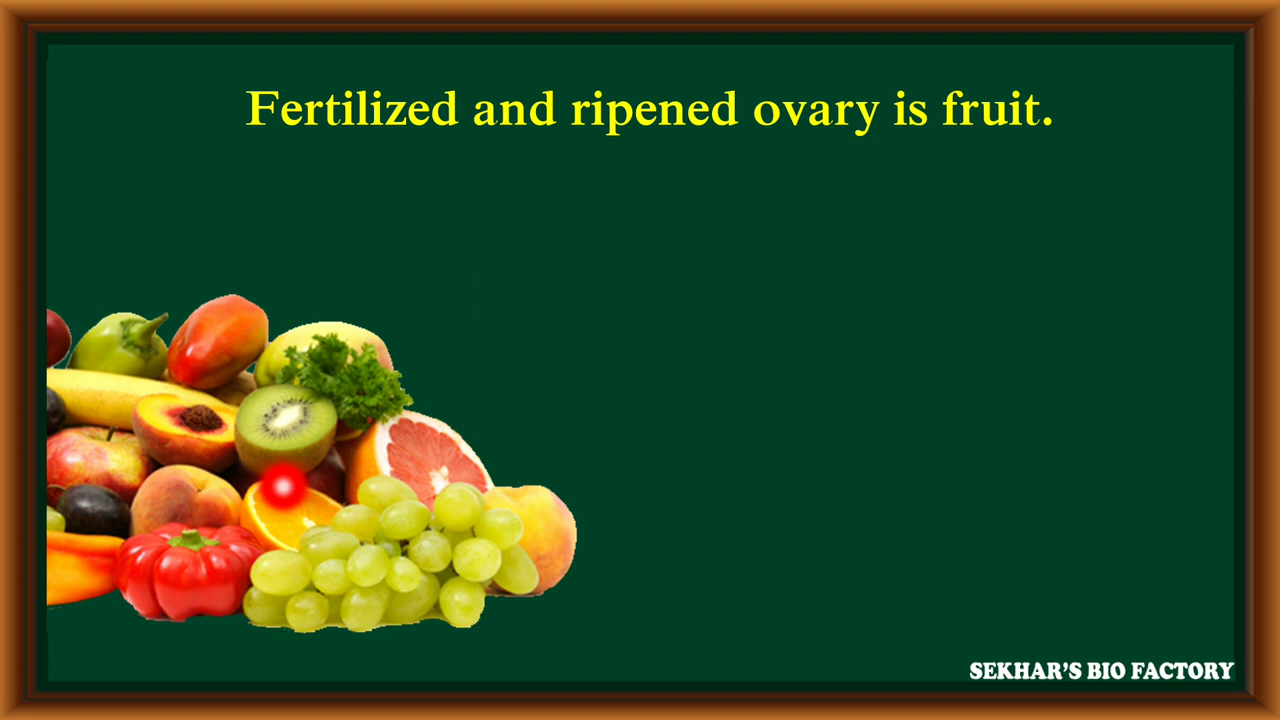 Fertilized and ripened ovary is fruit.
SEKHAR'S BIO FACTORY